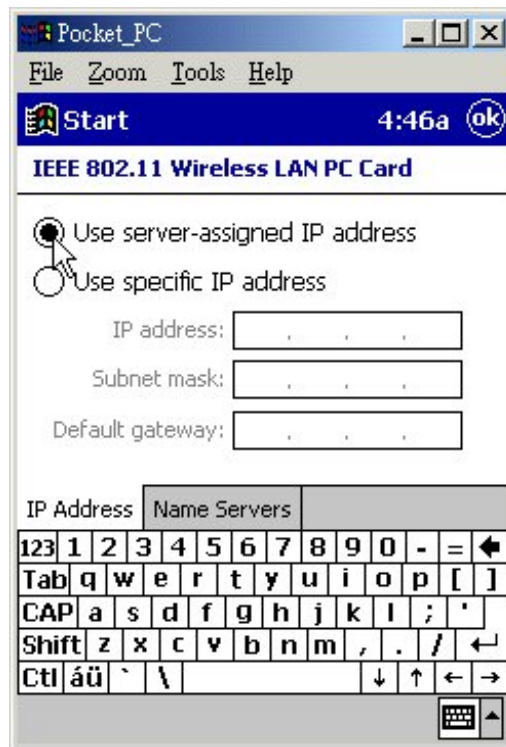 Pocket_PC
File Zoom Tools Help
Start 4:46a ok
IEEE 802.11 Wireless LAN PC Card
Use server-assigned IP address
Use specific IP address
IP address: . . .
Subnet mask: . . .
Default gateway: . . .
IP Address Name Servers
123 1 2 3 4 5 6 7 8 9 0 - = ←
Tab q w e r t y u i o p [ ]
CAP a s d f g h j k l ; '
Shift z x c v b n m , . / ↵
Ctl áü ` \ ↓ ↑ ← →